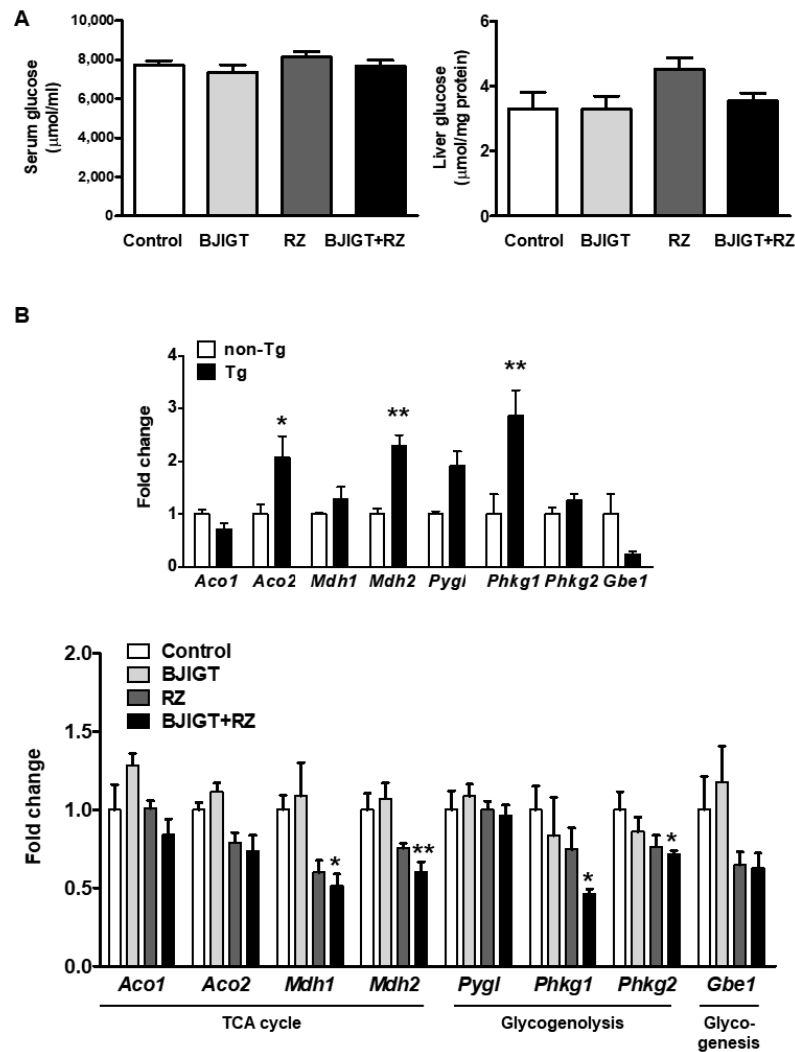 A
Serum glucose
(μmol/ml)
10,000
8,000
6,000
4,000
2,000
0
Control BJIGT RZ BJIGT+RZ
Liver glucose
(μmol/mg protein)
6
4
2
0
Control BJIGT RZ BJIGT+RZ
B
non-Tg
Tg
Fold change
4
3
2
1
0
* ** **
Aco1 Aco2 Mdh1 Mdh2 Pygl Phkg1 Phkg2 Gbe1
Control
BJIGT
RZ
BJIGT+RZ
Fold change
2.0
1.5
1.0
0.5
0.0
* ** * *
Aco1 Aco2 Mdh1 Mdh2 Pygl Phkg1 Phkg2 Gbe1
TCA cycle Glycogenolysis Glyco-
genesis